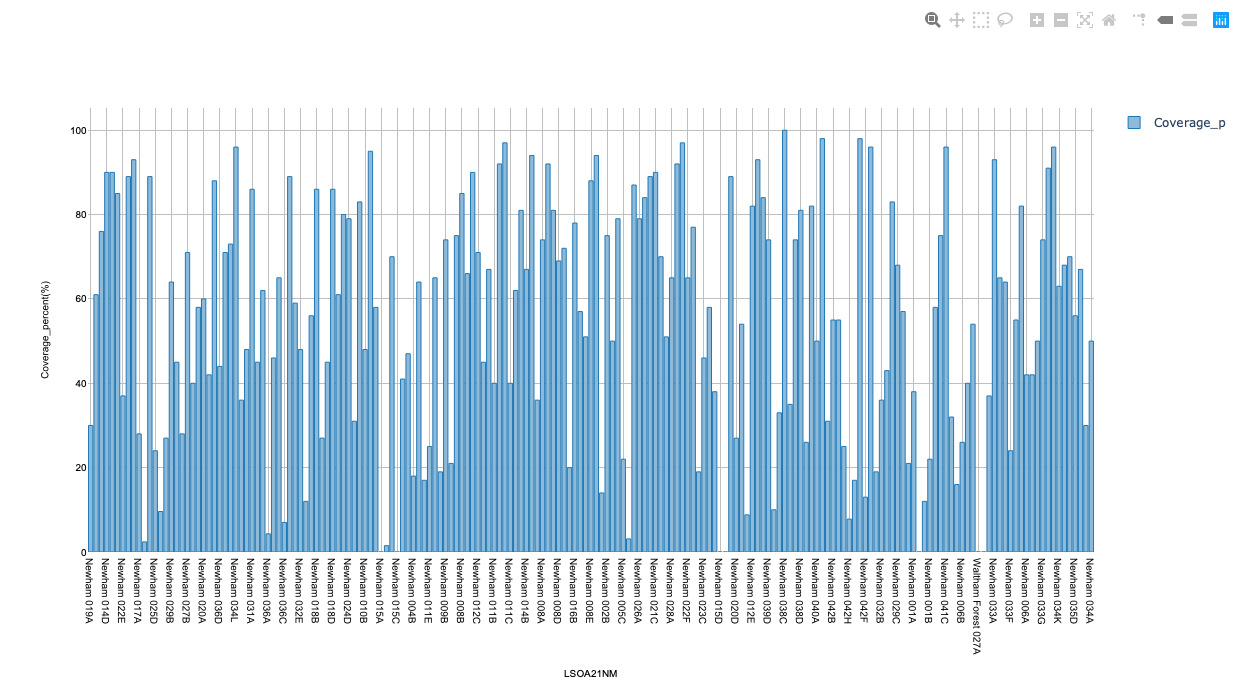 Coverage_p
100
80
60
40
20
0
Coverage_percent(%)
Newham 019A
Newham 014D
Newham 022E
Newham 017A
Newham 025D
Newham 029B
Newham 027B
Newham 020A
Newham 036D
Newham 034L
Newham 031A
Newham 036A
Newham 036C
Newham 032E
Newham 018B
Newham 018D
Newham 024D
Newham 010B
Newham 015A
Newham 015C
Newham 004B
Newham 011E
Newham 009B
Newham 008B
Newham 012C
Newham 011B
Newham 011C
Newham 014B
Newham 008A
Newham 008D
Newham 016B
Newham 008E
Newham 002B
Newham 005C
Newham 026A
Newham 021C
Newham 028A
Newham 022F
Newham 023C
Newham 015D
Newham 020D
Newham 012E
Newham 039D
Newham 038C
Newham 038D
Newham 040A
Newham 042B
Newham 042H
Newham 042F
Newham 032B
Newham 029C
Newham 001A
Newham 001B
Newham 041C
Newham 006B
Waltham Forest 027A
Newham 033A
Newham 033F
Newham 006A
Newham 033G
Newham 034K
Newham 035D
Newham 034A
LSOA21NM